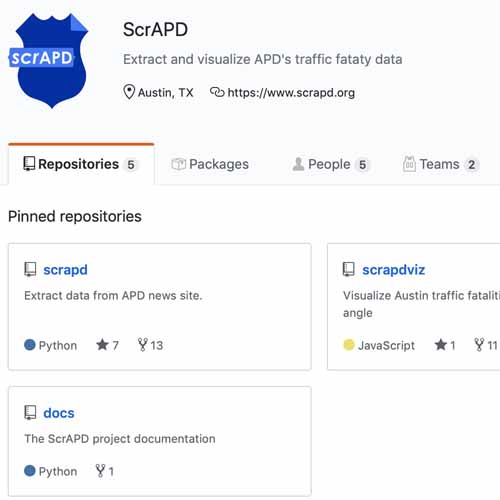 ScrAPD
scrAPD
Extract and visualize APD's traffic fataty data
Austin, TX https://www.scrapd.org
Repositories 5 Packages People 5 Teams 2
Pinned repositories
scrapd
Extract data from APD news site.
Python 7 13
scrapdviz
Visualize Austin traffic fataliti
angle
JavaScript 1 11
docs
The ScrAPD project documentation
Python 1